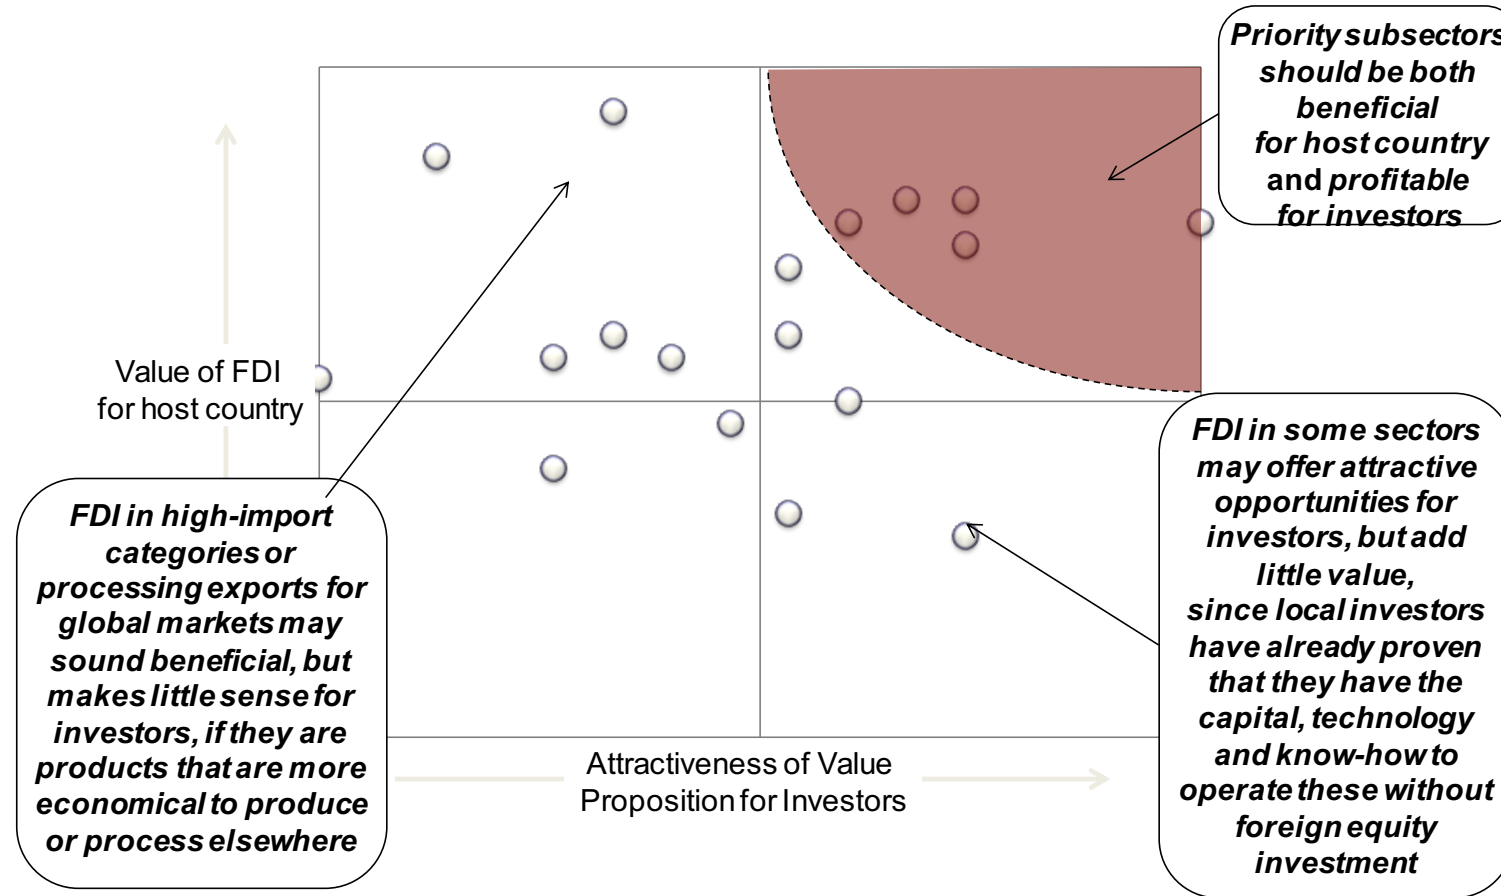 Priority subsectors
should be both
beneficial
for host country
and profitable
for investors
Value of FDI
for host country
FDI in high-import
categories or
processing exports for
global markets may
sound beneficial, but
makes little sense for
investors, if they are
products that are more
economical to produce
or process elsewhere
Attractiveness of Value
Proposition for Investors
FDI in some sectors
may offer attractive
opportunities for
investors, but add
little value,
since local investors
have already proven
that they have the
capital, technology
and know-how to
operate these without
foreign equity
investment